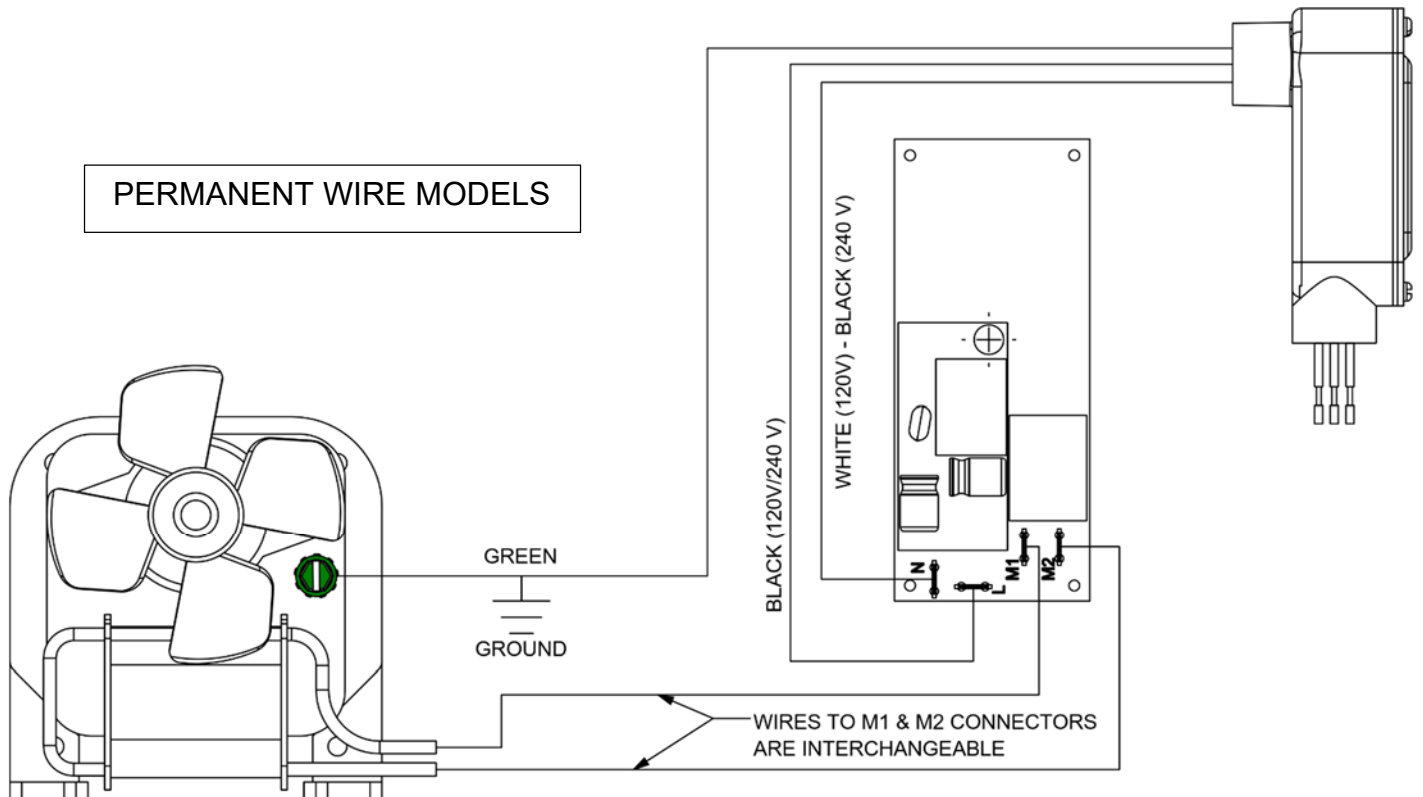 PERMANENT WIRE MODELS
WHITE (120V) - BLACK (240 V)
BLACK (120V/240 V)
GREEN
GROUND
N
L
M1
M2
WIRES TO M1 & M2 CONNECTORS
ARE INTERCHANGEABLE